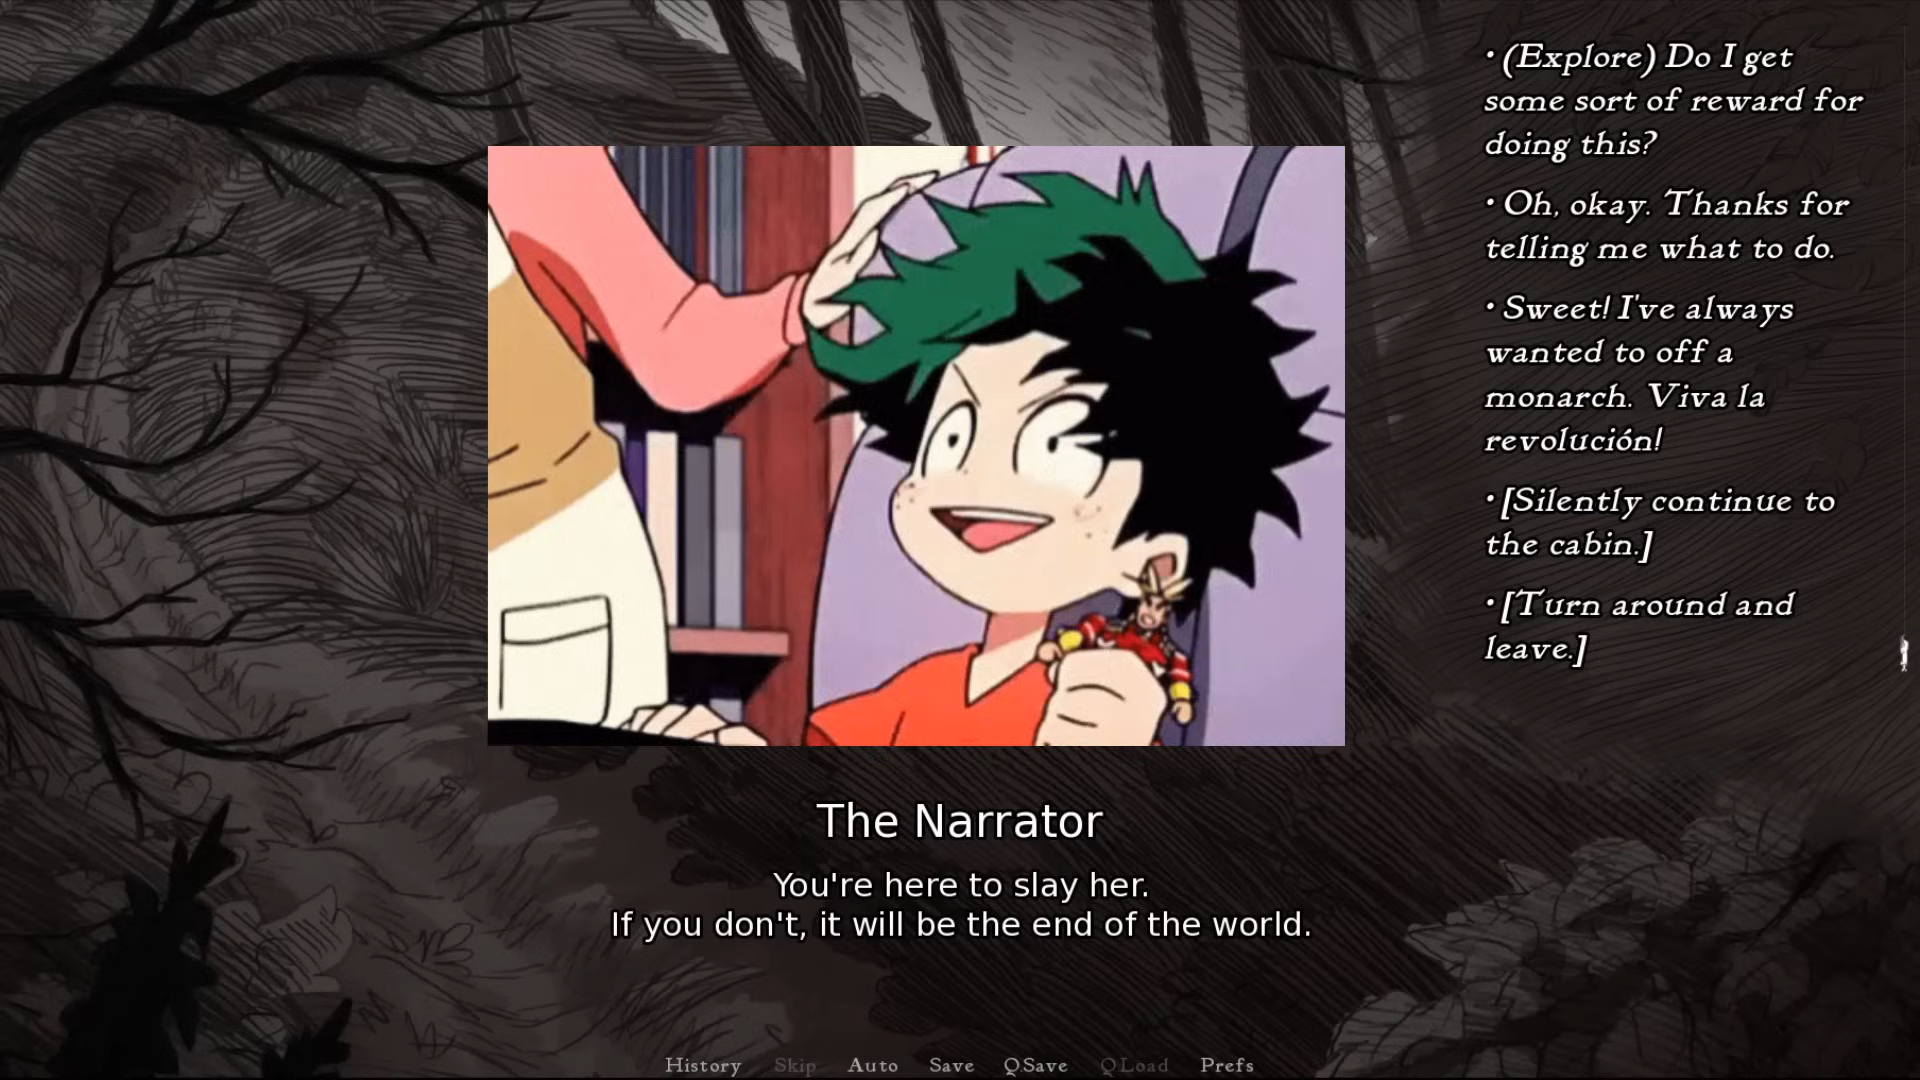 • (Explore) Do I get
some sort of reward for
doing this?
• Oh, okay. Thanks for
telling me what to do.
• Sweet! I've always
wanted to off a
monarch. Viva la
revolución!
• [Silently continue to
the cabin.]
• [Turn around and
leave.]
The Narrator
You're here to slay her.
If you don't, it will be the end of the world.
History Skip Auto Save Q.Save Q.Load Prefs